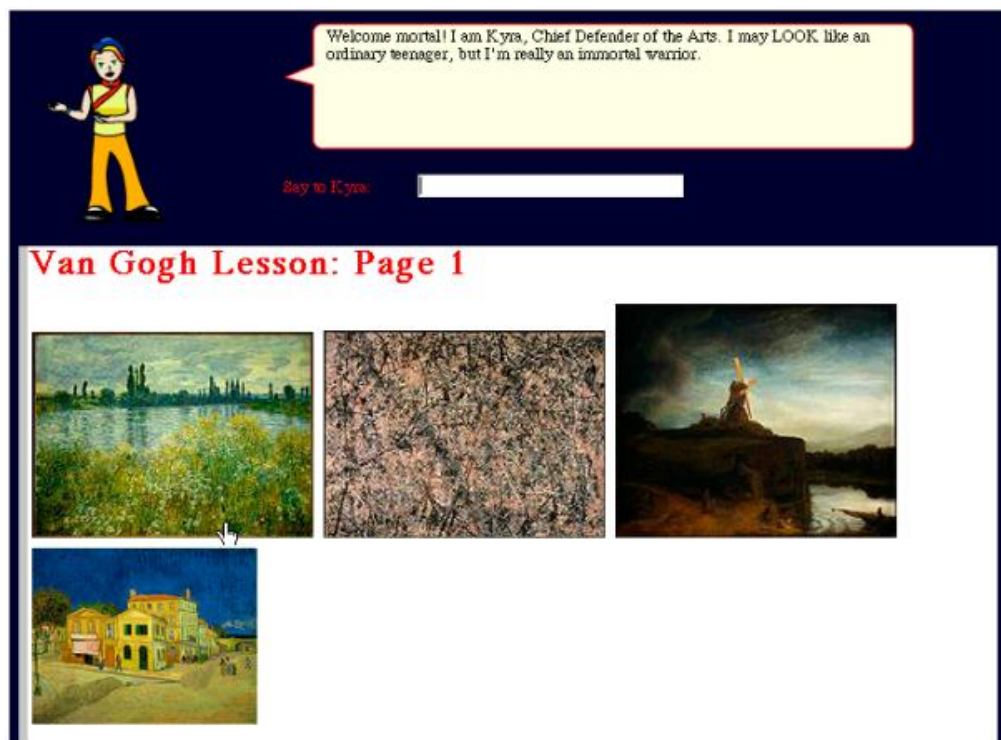 Welcome mortal! I am Kyra, Chief Defender of the Arts. I may LOOK like an
ordinary teenager, but I'm really an immortal warrior.
Say to Kyra:
Van Gogh Lesson: Page 1